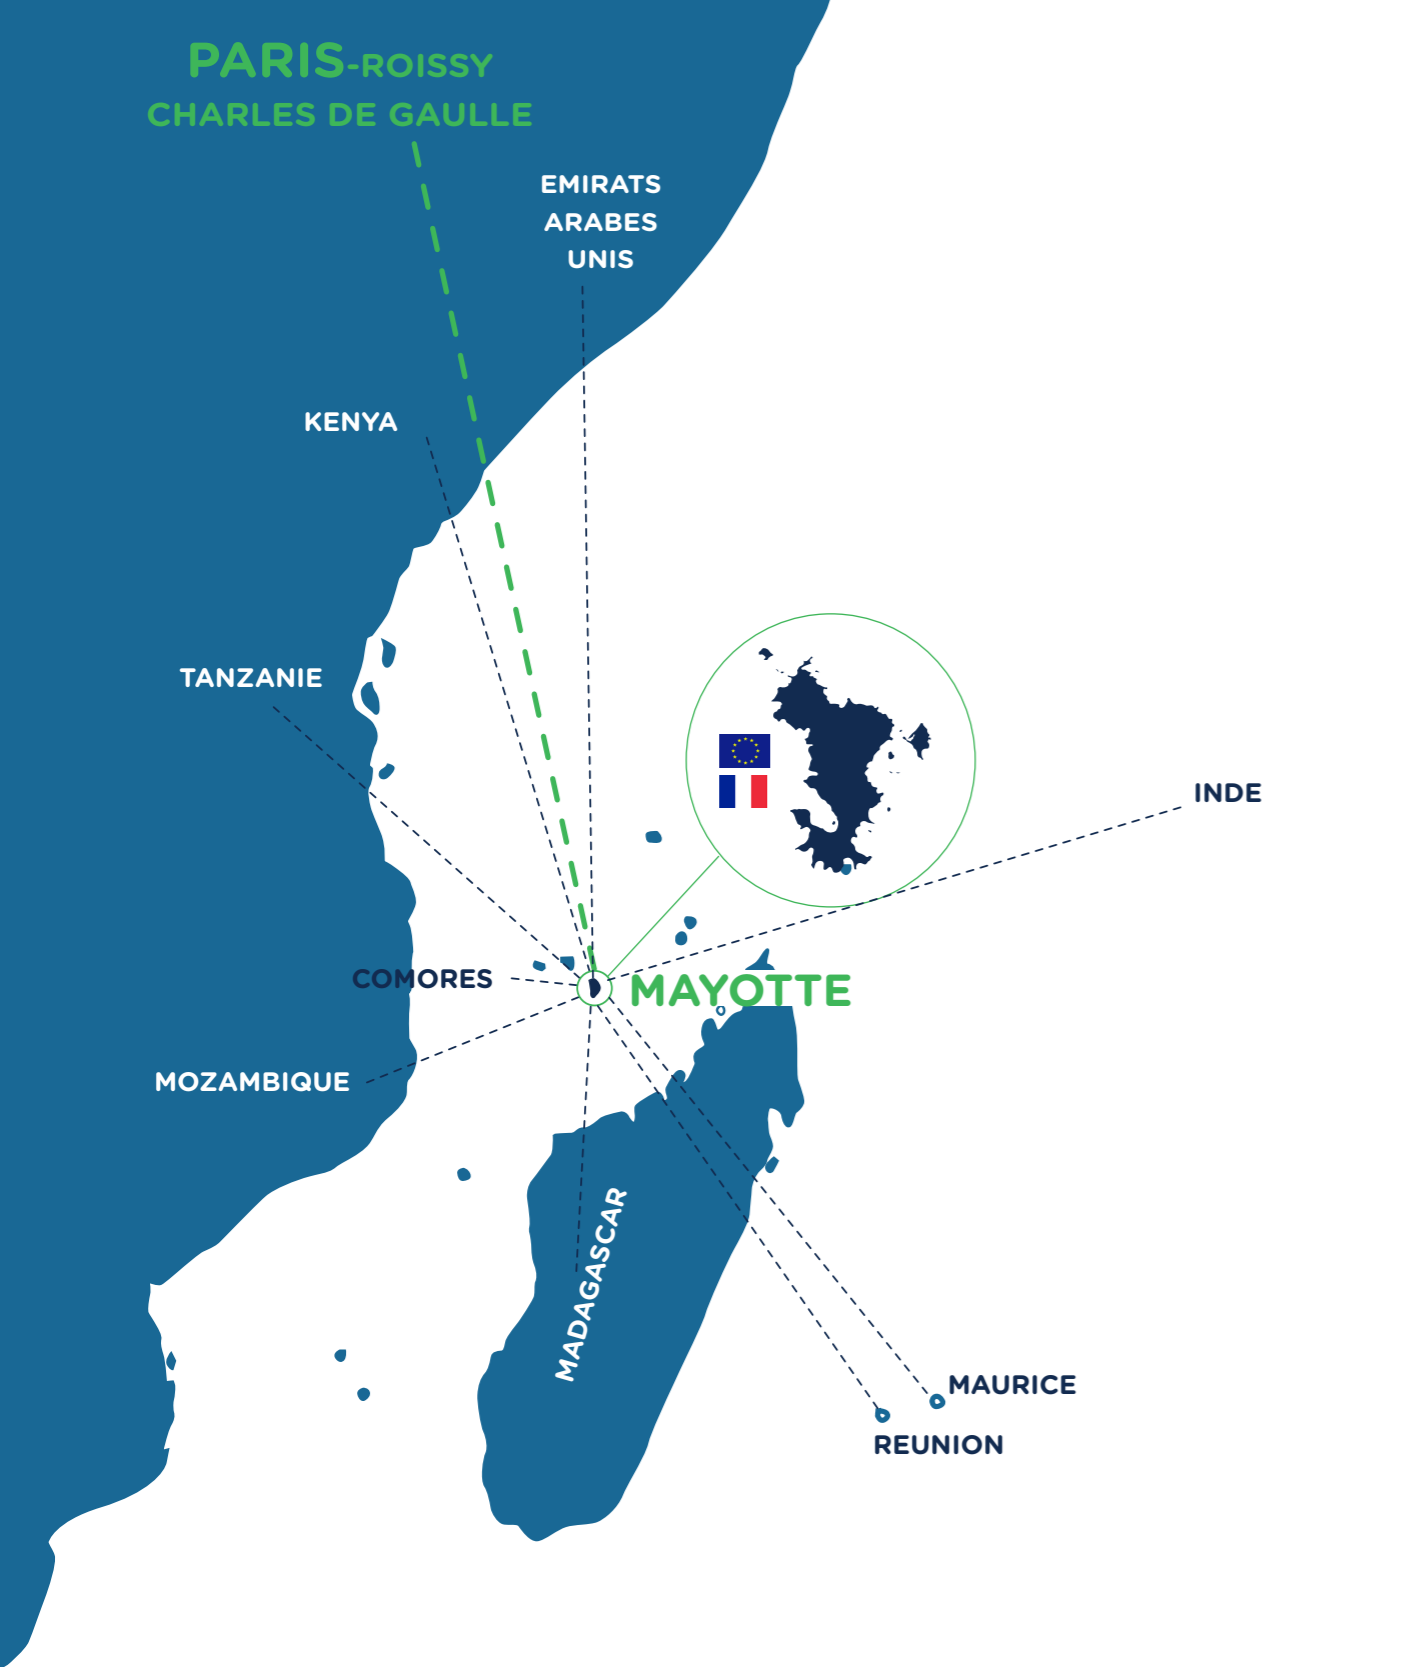 PARIS-ROISSY
CHARLES DE GAULLE
EMIRATS
ARABES
UNIS
KENYA
TANZANIE
INDE
COMORES
MAYOTTE
MOZAMBIQUE
MADAGASCAR
MAURICE
REUNION